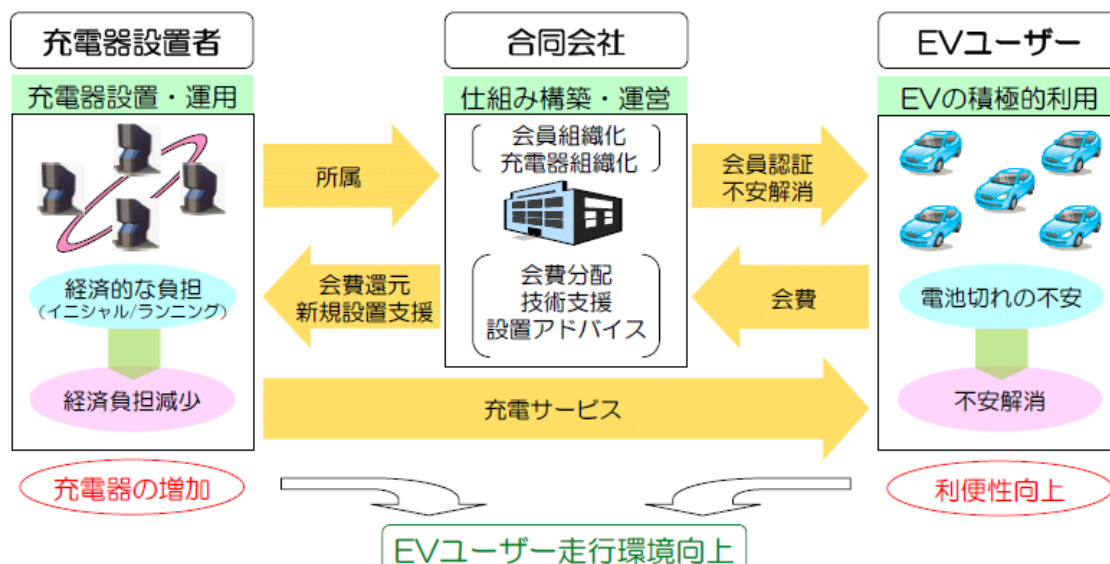 充電器設置者
充電器設置・運用
経済的な負担
（イニシャル/ランニング）
経済負担減少
充電器の増加
所属
会費還元
新規設置支援
合同会社
仕組み構築・運営
会員組織化
充電器組織化
会費分配
技術支援
設置アドバイス
会員認証
不安解消
会費
充電サービス
EVユーザー
EVの積極的利用
電池切れの不安
不安解消
利便性向上
EVユーザー走行環境向上